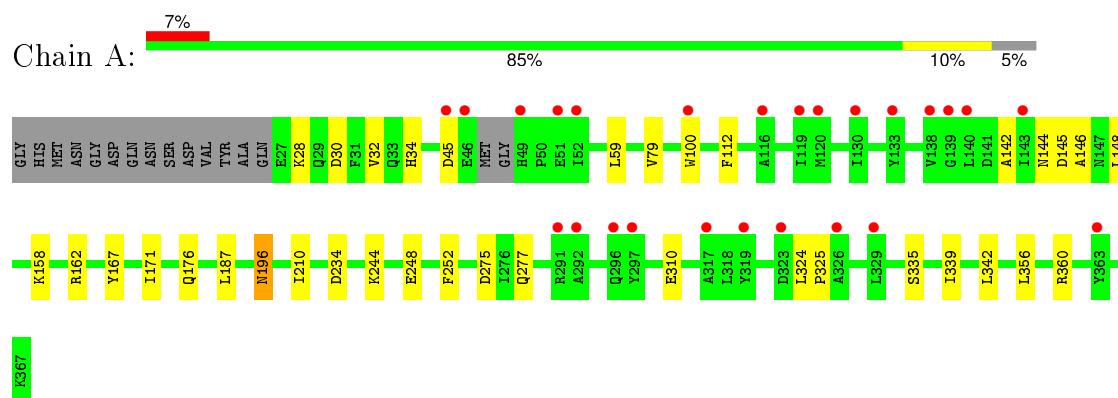 7%
Chain A:
85% 10% 5%
GLY HIS MET ASN GLY ASP GLN ASN SER ASP VAL TYR ALA GLN E27 K28 Q29 D30 F31 V32 Q33 H34 D45 E46 MET GLY H49 P50 E51 I52 L59 V79 W100 F112 A116 I119 M120 I130 Y133 V138 G139 L140 D141 A142 I143 N144 D145 A146 N147 L148
K158 R162 Y167 I171 Q176 L187 N196 I210 D234 K244 E248 F252 D275 I276 Q277 R291 A292 Q296 Y297 E310 A317 L318 Y319 D323 L324 P325 A326 L329 S335 I339 L342 L356 R360 Y363
K367